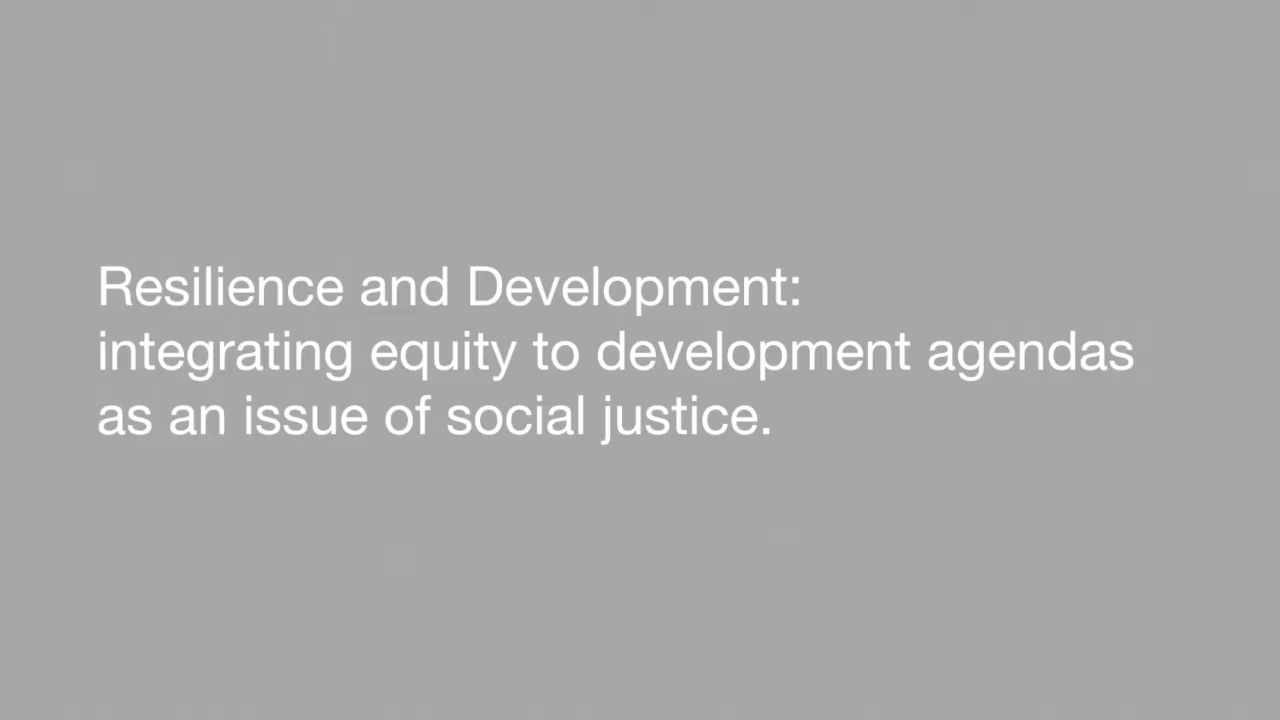 Resilience and Development:
integrating equity to development agendas
as an issue of social justice.